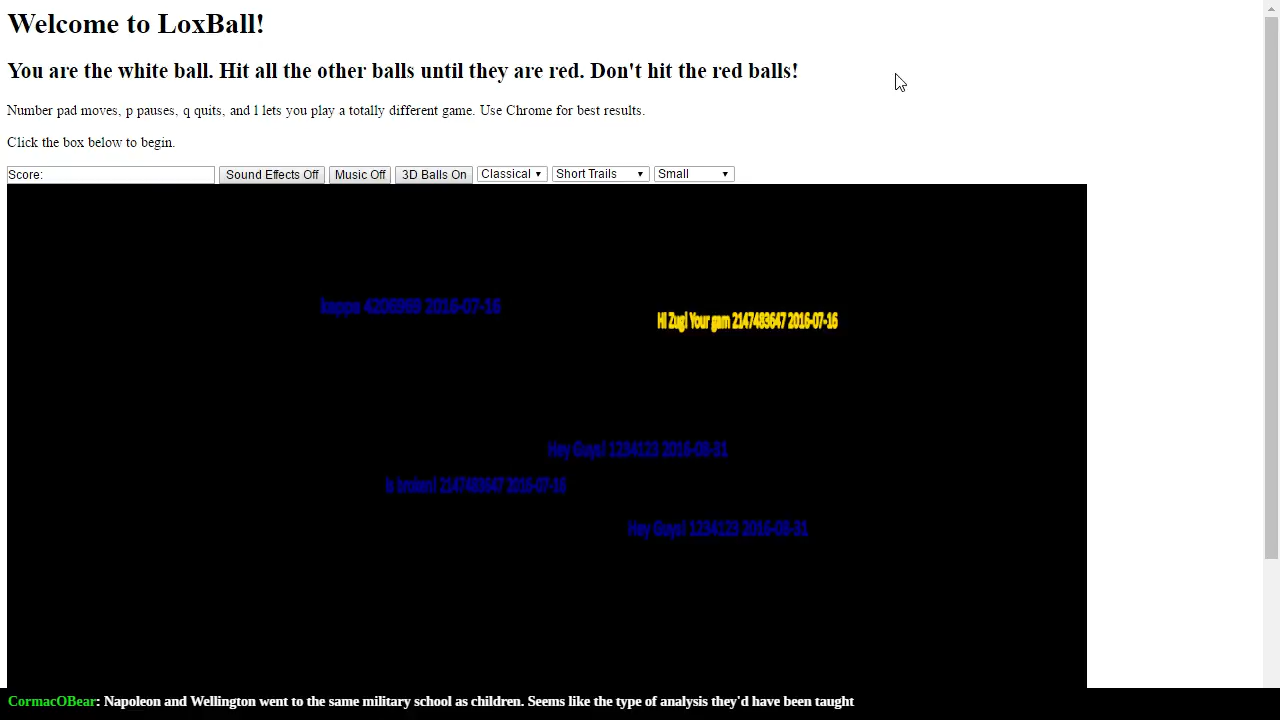 Welcome to LoxBall!
You are the white ball. Hit all the other balls until they are red. Don't hit the red balls!
Number pad moves, p pauses, q quits, and l lets you play a totally different game. Use Chrome for best results.
Click the box below to begin.
Score: Sound Effects Off Music Off 3D Balls On Classical Short Trails Small
kappa 4206969 2016-07-16
Hi Zug! Your gam 2147483647 2016-07-16
Hey Guys! 1234123 2016-08-31
is broken! 2147483647 2016-07-16
Hey Guys! 1234123 2016-08-31
CormacOBear: Napoleon and Wellington went to the same military school as children. Seems like the type of analysis they'd have been taught